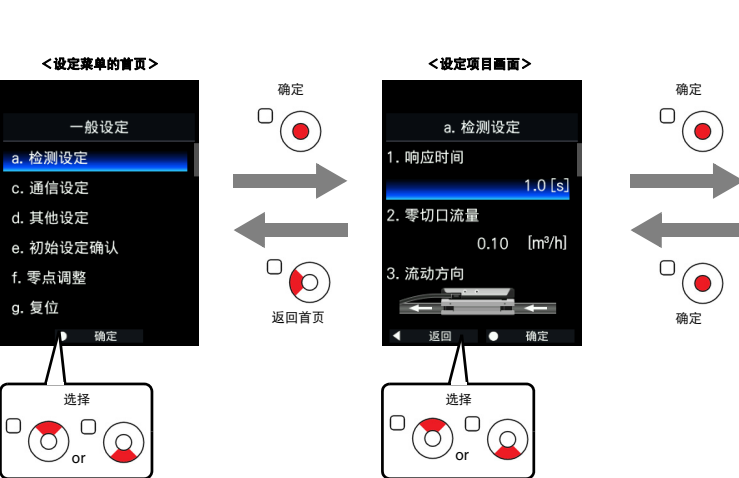 ＜设定菜单的首页＞
一般设定
a. 检测设定
c. 通信设定
d. 其他设定
e. 初始设定确认
f. 零点调整
g. 复位
确定
选择
or
确定
返回首页
＜设定项目画面＞
a. 检测设定
1. 响应时间
1.0 [s]
2. 零切口流量
0.10 [m³/h]
3. 流动方向
返回 确定
选择
or
确定
确定